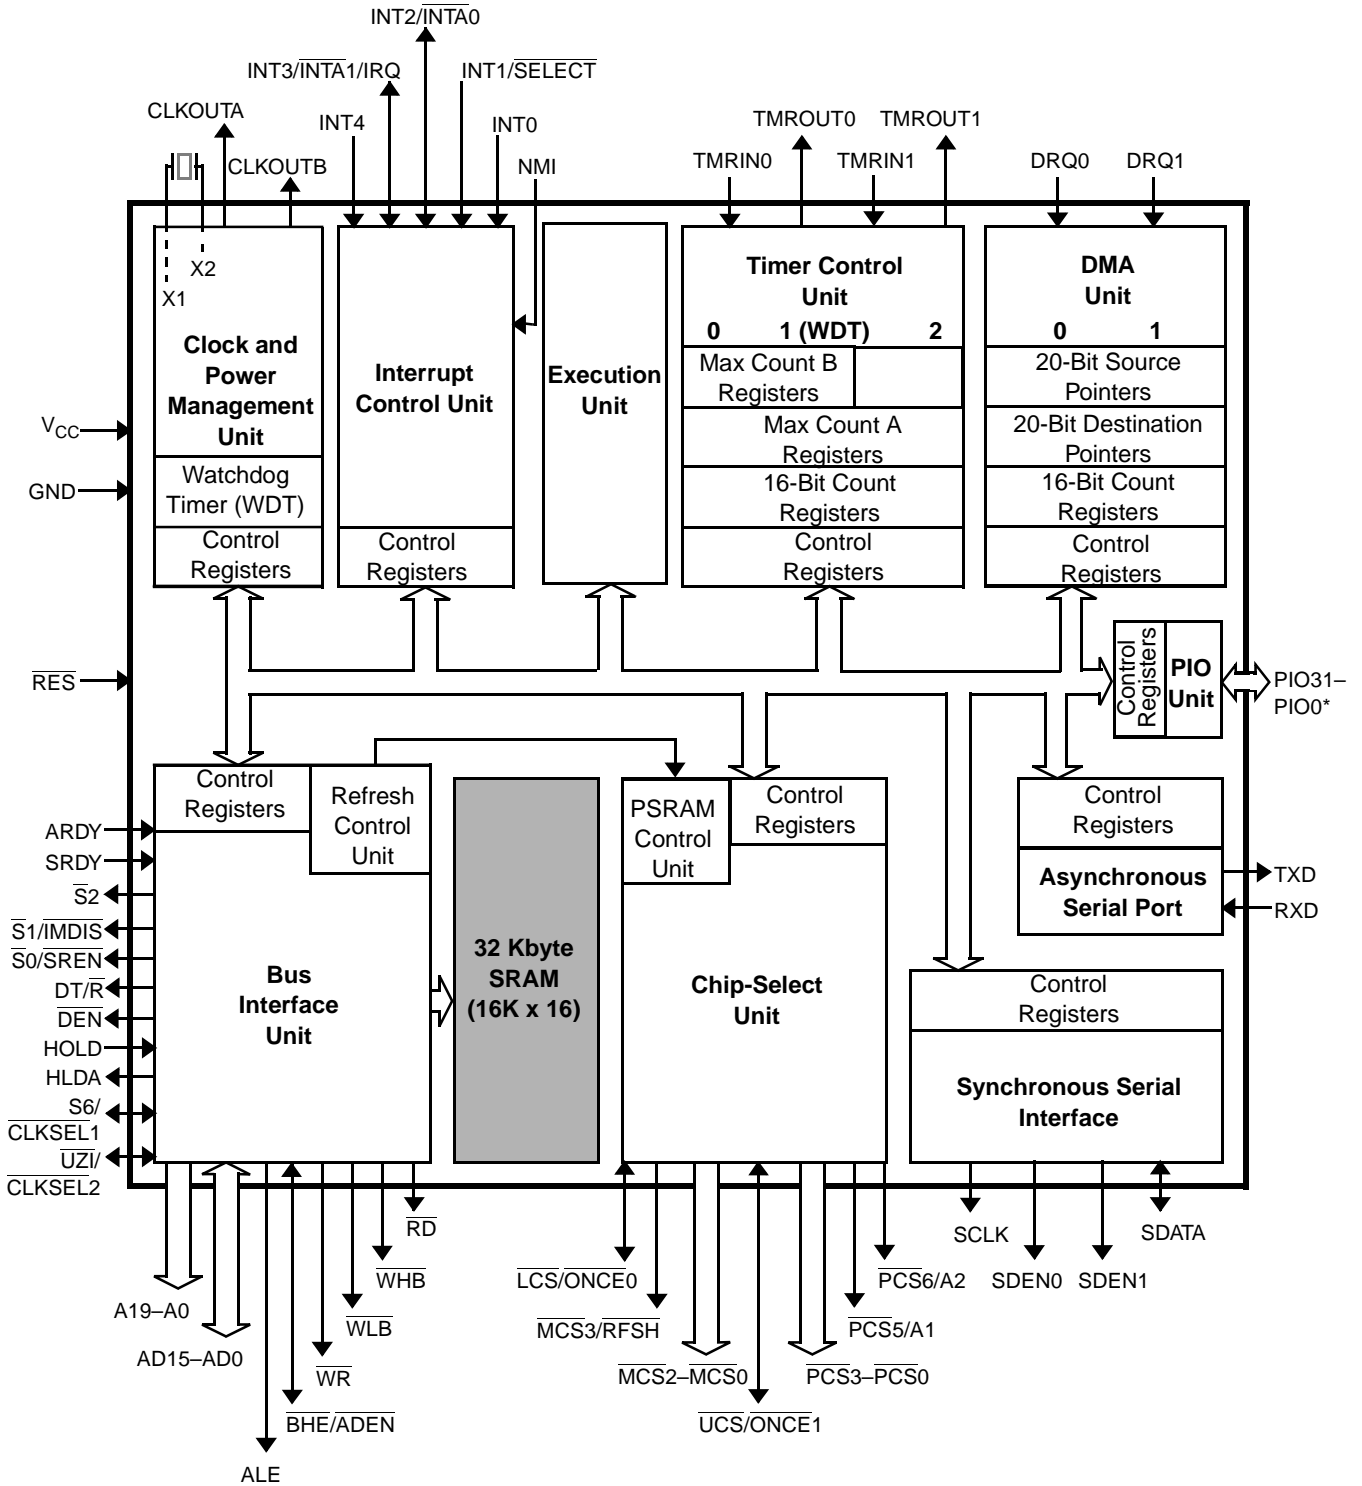 INT2/INTA0
INT3/INTA1/IRQ
INT1/SELECT
CLKOUTA
INT4
INT0
TMROUT0
TMROUT1
CLKOUTB
NMI
TMRIN0
TMRIN1
DRQ0
DRQ1
X2
X1
Clock and
Power
Management
Unit
Watchdog
Timer (WDT)
Control
Registers
Interrupt
Control Unit
Control
Registers
Execution
Unit
Timer Control
Unit
0 1 (WDT) 2
Max Count B
Registers
Max Count A
Registers
16-Bit Count
Registers
Control
Registers
DMA
Unit
0 1
20-Bit Source
Pointers
20-Bit Destination
Pointers
16-Bit Count
Registers
Control
Registers
VCC
GND
RES
Control
Registers
PIO
Unit
PIO31–
PIO0*
Control
Registers
Refresh
Control
Unit
Bus
Interface
Unit
32 Kbyte
SRAM
(16K x 16)
PSRAM
Control
Unit
Control
Registers
Chip-Select
Unit
Control
Registers
Asynchronous
Serial Port
TXD
RXD
Control
Registers
Synchronous Serial
Interface
ARDY
SRDY
S2
S1/IMDIS
S0/SREN
DT/R
DEN
HOLD
HLDA
S6/
CLKSEL1
UZI/
CLKSEL2
RD
WHB
A19–A0
WLB
AD15–AD0
WR
BHE/ADEN
ALE
LCS/ONCE0
MCS3/RFSH
MCS2–MCS0
UCS/ONCE1
PCS6/A2
PCS5/A1
PCS3–PCS0
SCLK
SDATA
SDEN0
SDEN1